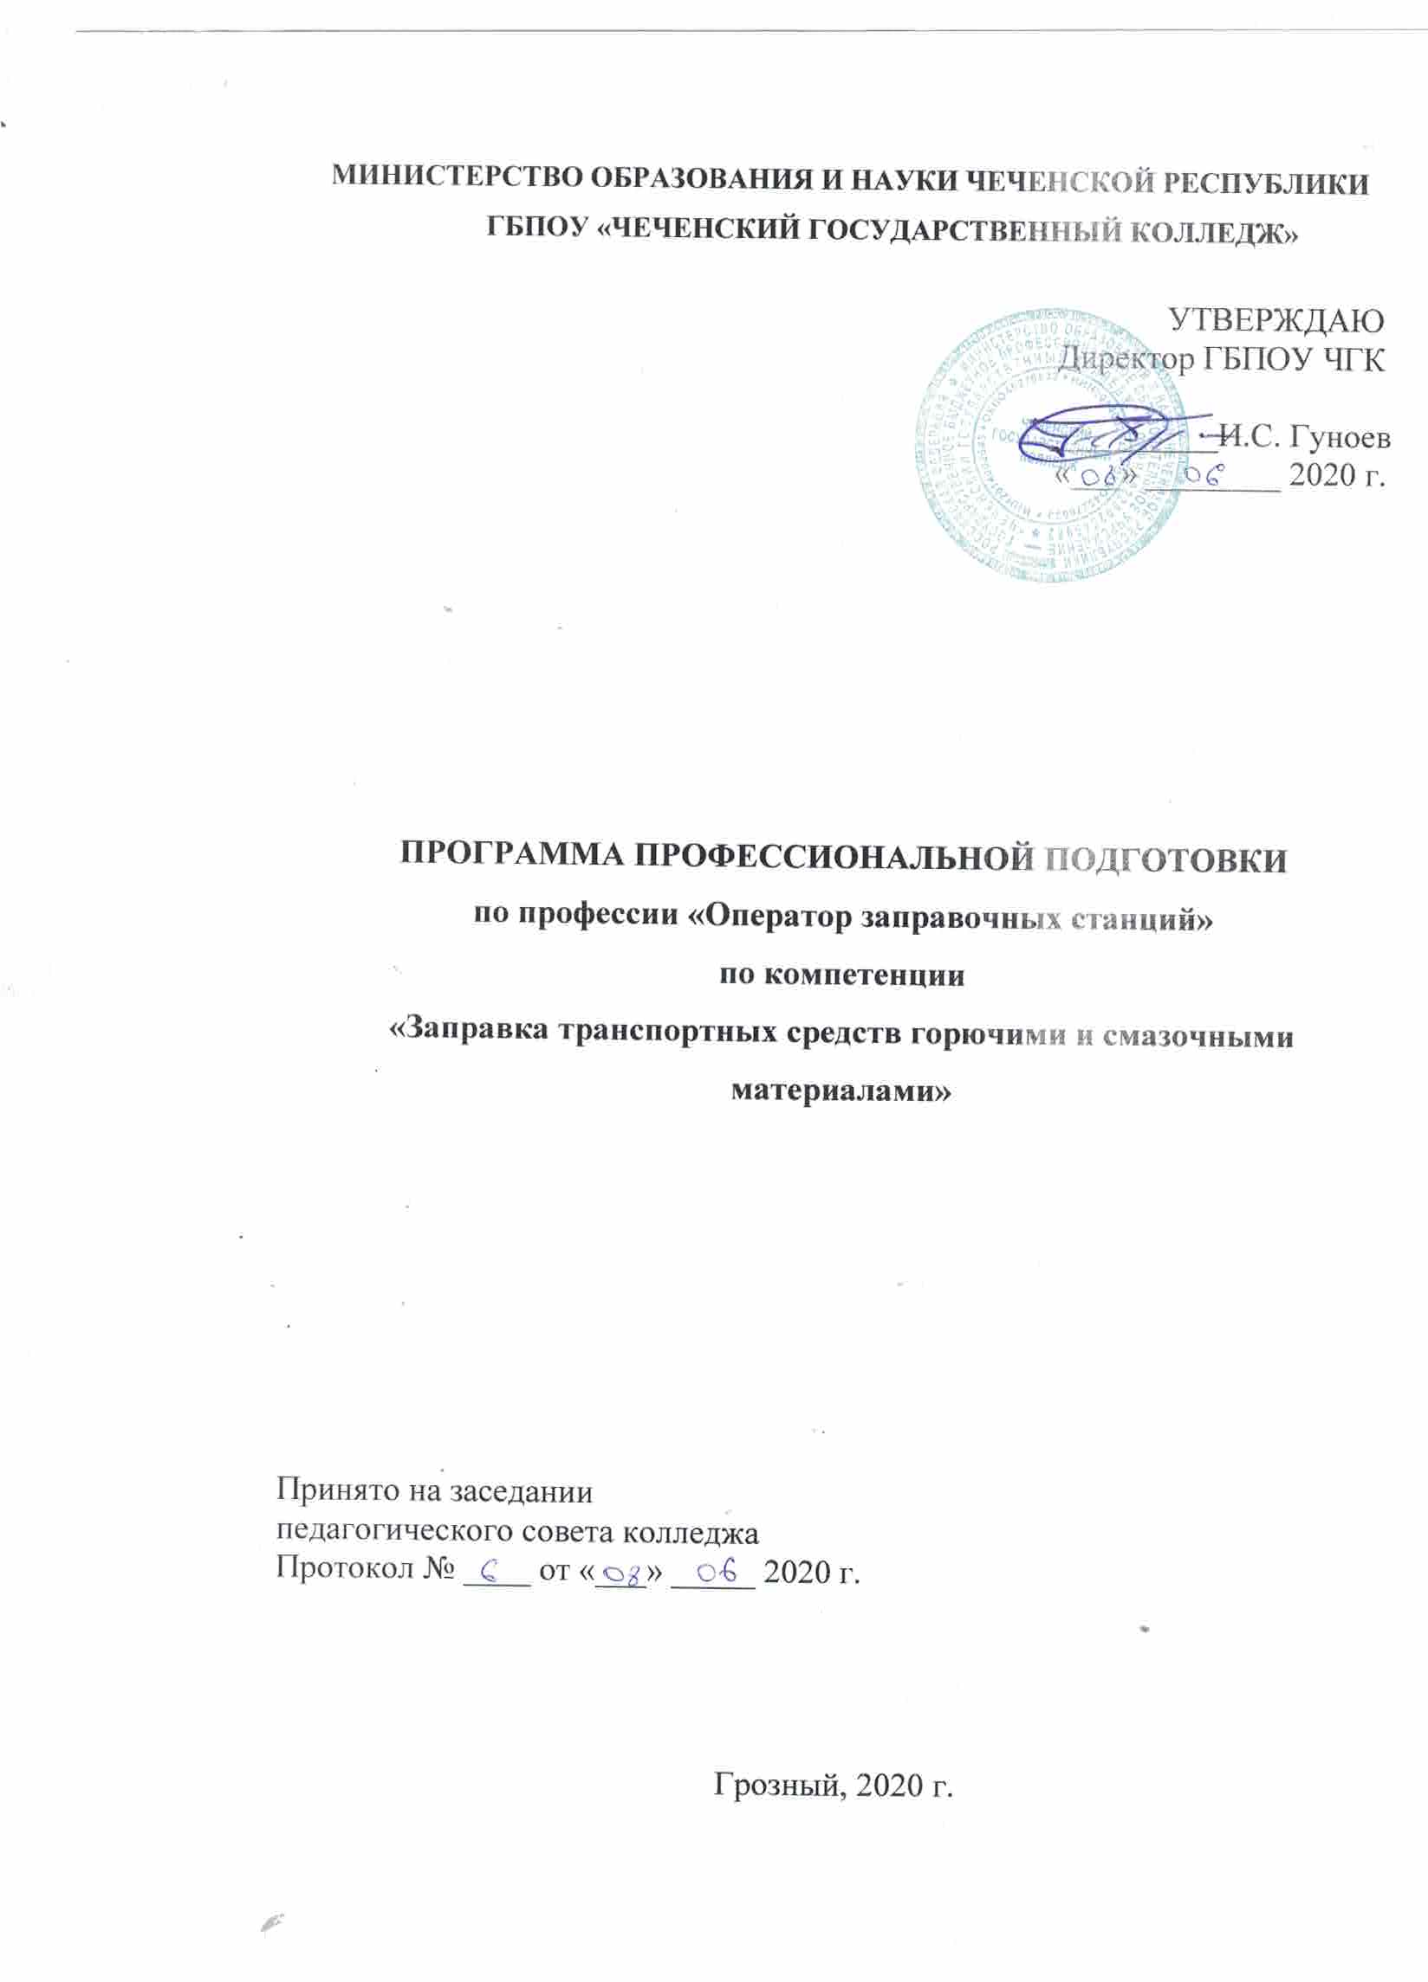 МИНИСТЕРСТВО ОБРАЗОВАНИЯ И НАУКИ ЧЕЧЕНСКОЙ РЕСПУБЛИКИ
ГБПОУ «ЧЕЧЕНСКИЙ ГОСУДАРСТВЕННЫЙ КОЛЛЕДЖ»
УТВЕРЖДАЮ
Директор ГБПОУ ЧГК
И.С. Гуноев
«08» 06 2020 г.
ПРОГРАММА ПРОФЕССИОНАЛЬНОЙ ПОДГОТОВКИ
по профессии «Оператор заправочных станций»
по компетенции
«Заправка транспортных средств горючими и смазочными
материалами»
Принято на заседании
педагогического совета колледжа
Протокол № 6 от «08» 06 2020 г.
Грозный, 2020 г.